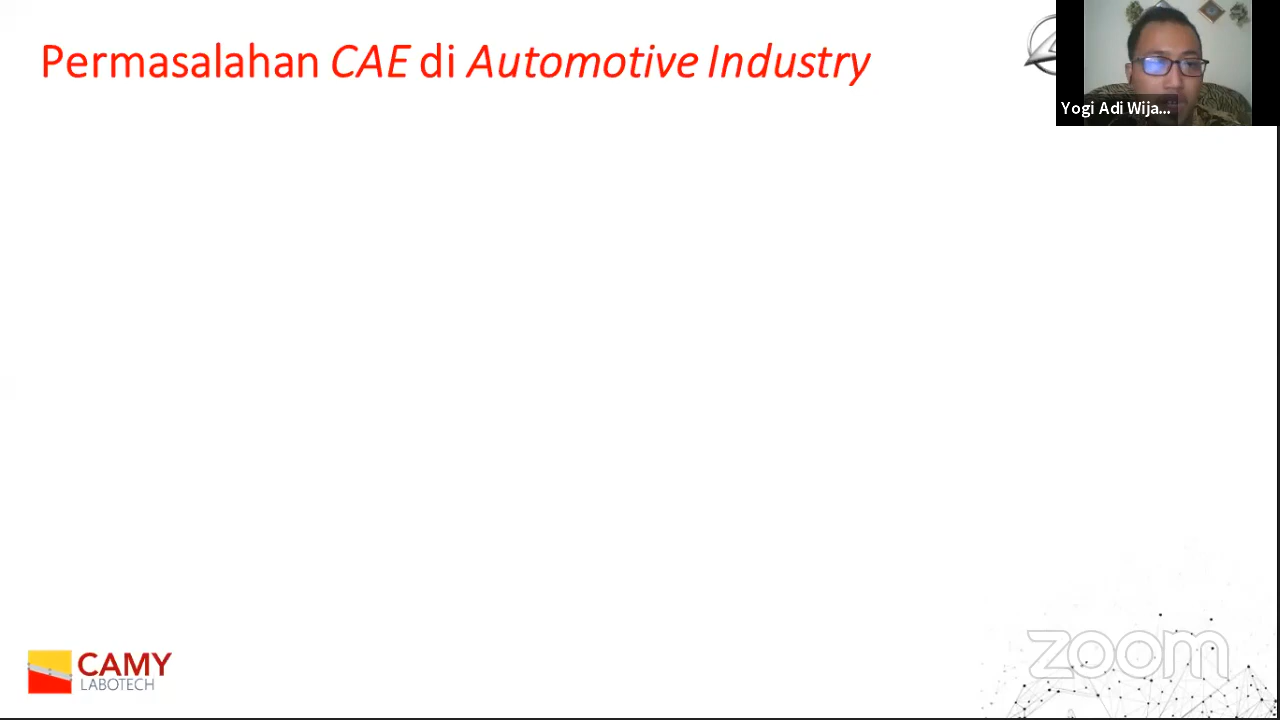 Permasalahan CAE di Automotive Industry
Yogi Adi Wija...
CAMY
LABOTECH
zoom